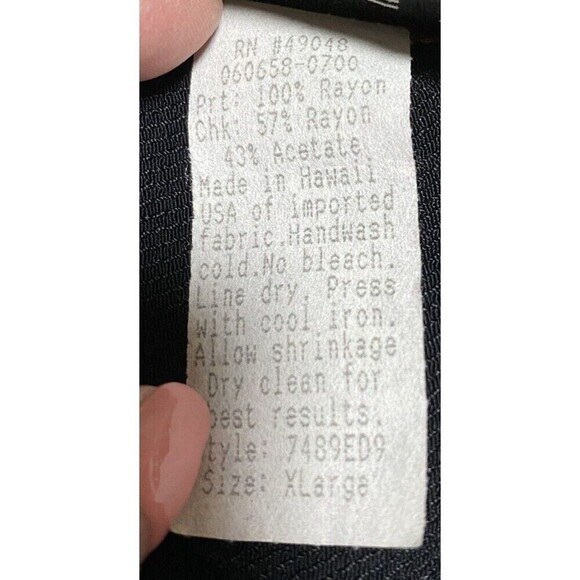 RN #49048
060658-0700
Prt: 100% Rayon
Chk: 57% Rayon
43% Acetate
Made in Hawaii
USA of imported
fabric.Handwash
cold.No bleach.
Line dry. Press
with cool iron.
Allow shrinkage
Dry clean for
best results.
Style: 7489ED9
Size: XLarge